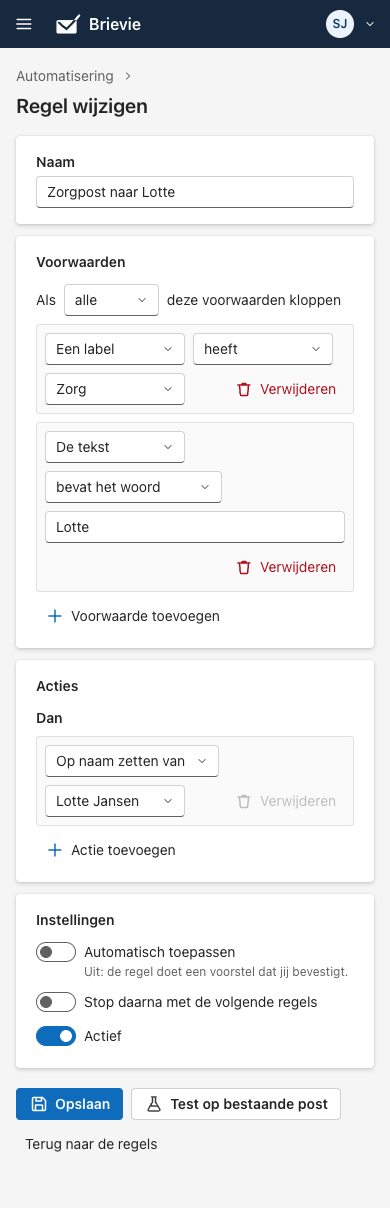 Brievie
SJ
Automatisering
Regel wijzigen
Naam
Zorgpost naar Lotte
Voorwaarden
Als alle deze voorwaarden kloppen
Een label heeft
Zorg Verwijderen
De tekst
bevat het woord
Lotte
Verwijderen
Voorwaarde toevoegen
Acties
Dan
Op naam zetten van
Lotte Jansen Verwijderen
Actie toevoegen
Instellingen
Automatisch toepassen
Uit: de regel doet een voorstel dat jij bevestigt.
Stop daarna met de volgende regels
Actief
Opslaan Test op bestaande post
Terug naar de regels